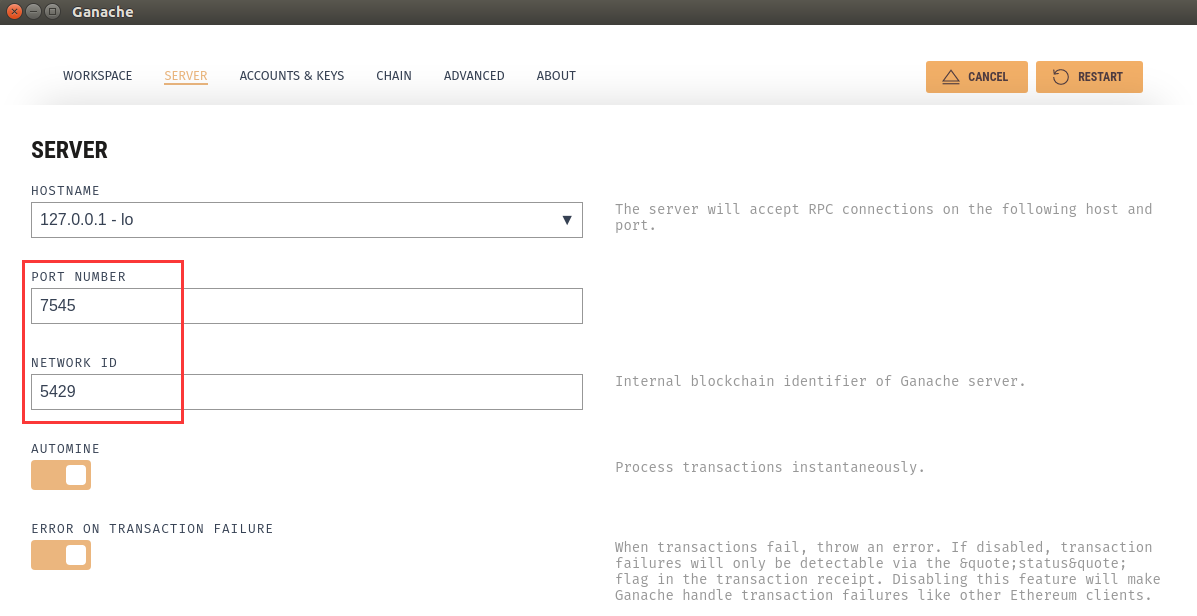 Ganache
WORKSPACE SERVER ACCOUNTS & KEYS CHAIN ADVANCED ABOUT CANCEL RESTART
SERVER
HOSTNAME
127.0.0.1 - lo
The server will accept RPC connections on the following host and
port.
PORT NUMBER
7545
NETWORK ID
5429
Internal blockchain identifier of Ganache server.
AUTOMINE
Process transactions instantaneously.
ERROR ON TRANSACTION FAILURE
When transactions fail, throw an error. If disabled, transaction
failures will only be detectable via the &quote;status&quote;
flag in the transaction receipt. Disabling this feature will make
Ganache handle transaction failures like other Ethereum clients.